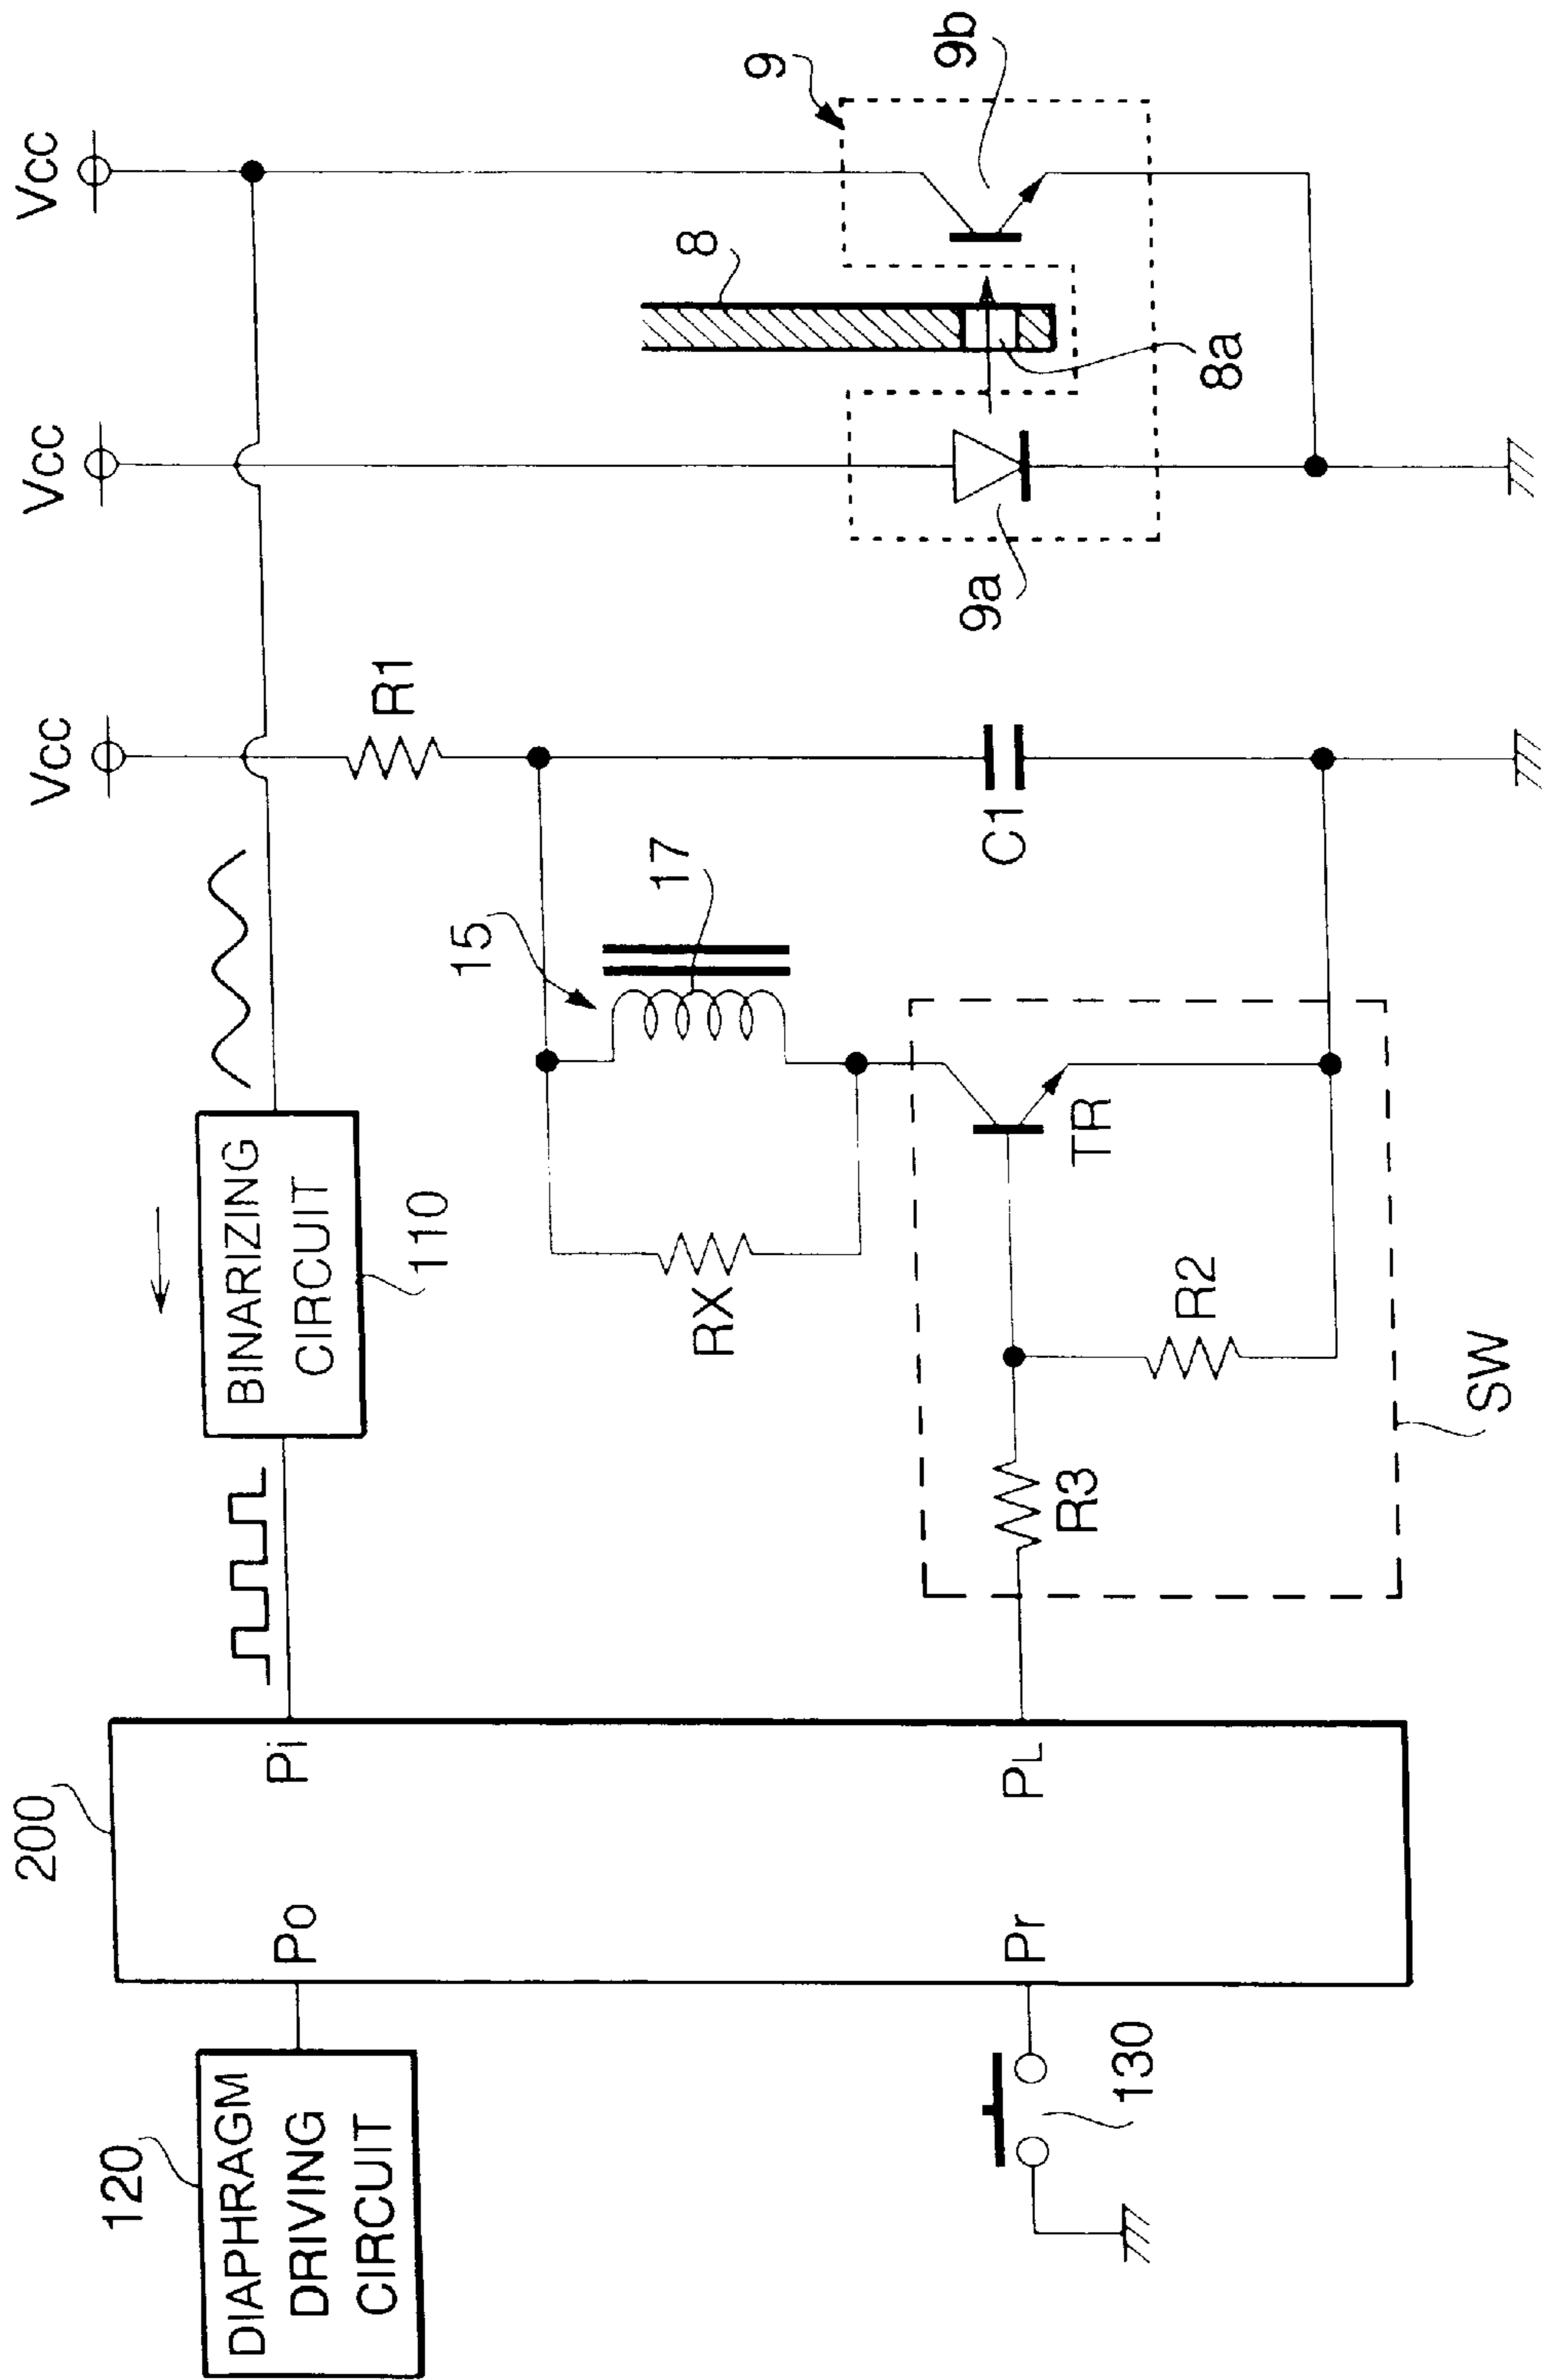 120
DIAPHRAGM
DRIVING
CIRCUIT
200
Po
Pi
Pr
PL
130
BINARIZING
CIRCUIT
110
15
17
RX
R3
R2
TR
SW
Vcc
R1
C1
Vcc
Vcc
8
8a
9
9a
9b